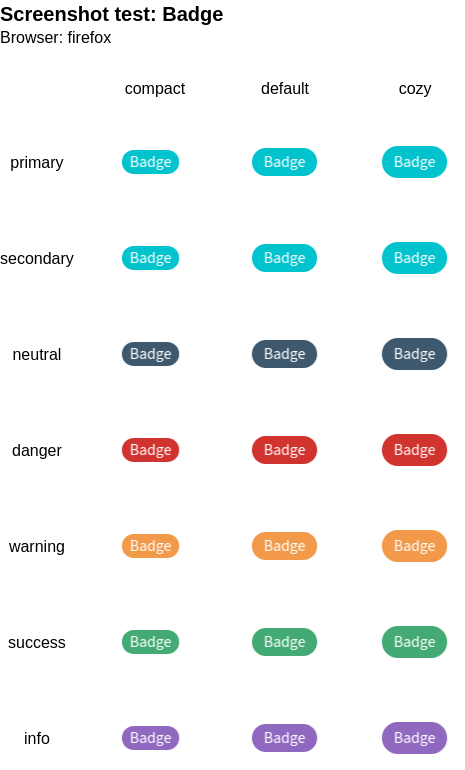 Screenshot test: Badge
Browser: firefox
compact default cozy
primary Badge Badge Badge
secondary Badge Badge Badge
neutral Badge Badge Badge
danger Badge Badge Badge
warning Badge Badge Badge
success Badge Badge Badge
info Badge Badge Badge